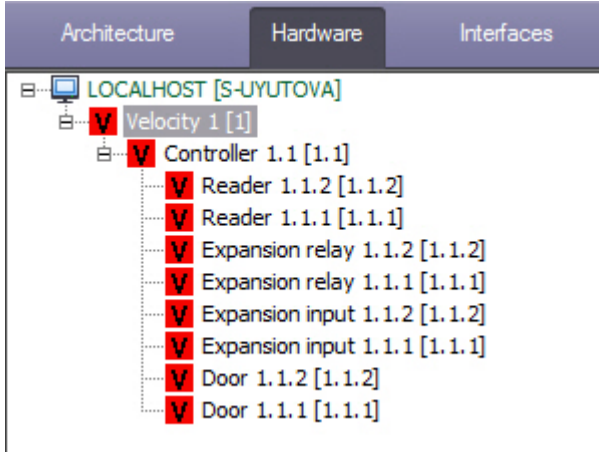 Architecture Hardware Interfaces
LOCALHOST [S-UYUTOVA]
V Velocity 1 [1]
V Controller 1.1 [1.1]
V Reader 1.1.2 [1.1.2]
V Reader 1.1.1 [1.1.1]
V Expansion relay 1.1.2 [1.1.2]
V Expansion relay 1.1.1 [1.1.1]
V Expansion input 1.1.2 [1.1.2]
V Expansion input 1.1.1 [1.1.1]
V Door 1.1.2 [1.1.2]
V Door 1.1.1 [1.1.1]